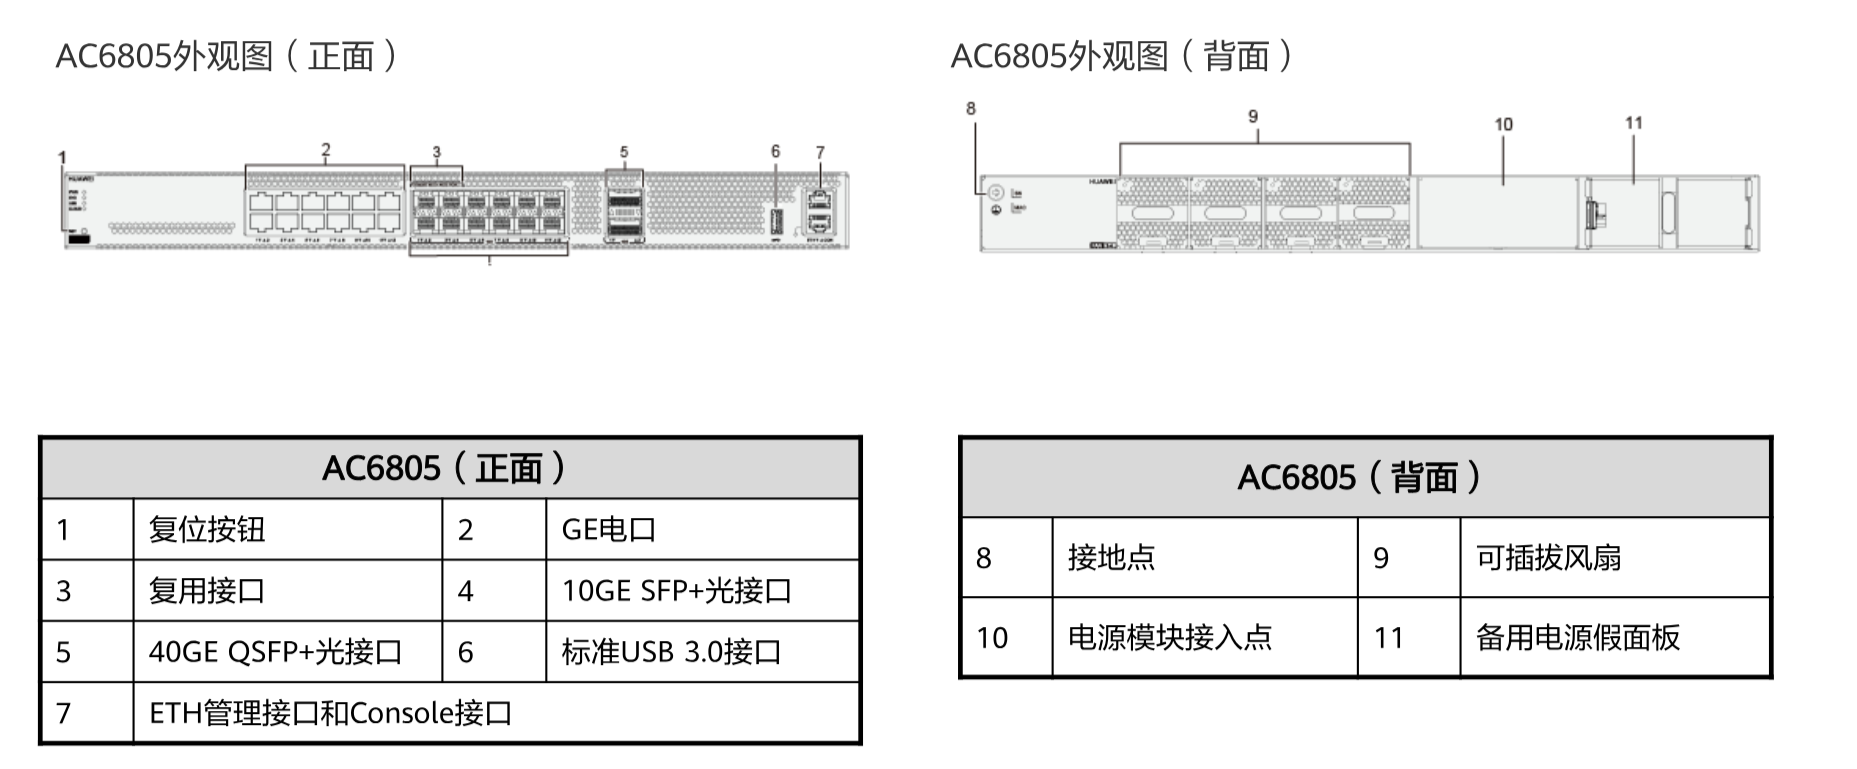 AC6805外观图（正面）
AC6805外观图（背面）
1
2
3
5
6
7
HUAWEI
8
9
10
11
HUAWEI
AC6805（正面）
1 复位按钮 2 GE电口
3 复用接口 4 10GE SFP+光接口
5 40GE QSFP+光接口 6 标准USB 3.0接口
7 ETH管理接口和Console接口
AC6805（背面）
8 接地点 9 可插拔风扇
10 电源模块接入点 11 备用电源假面板